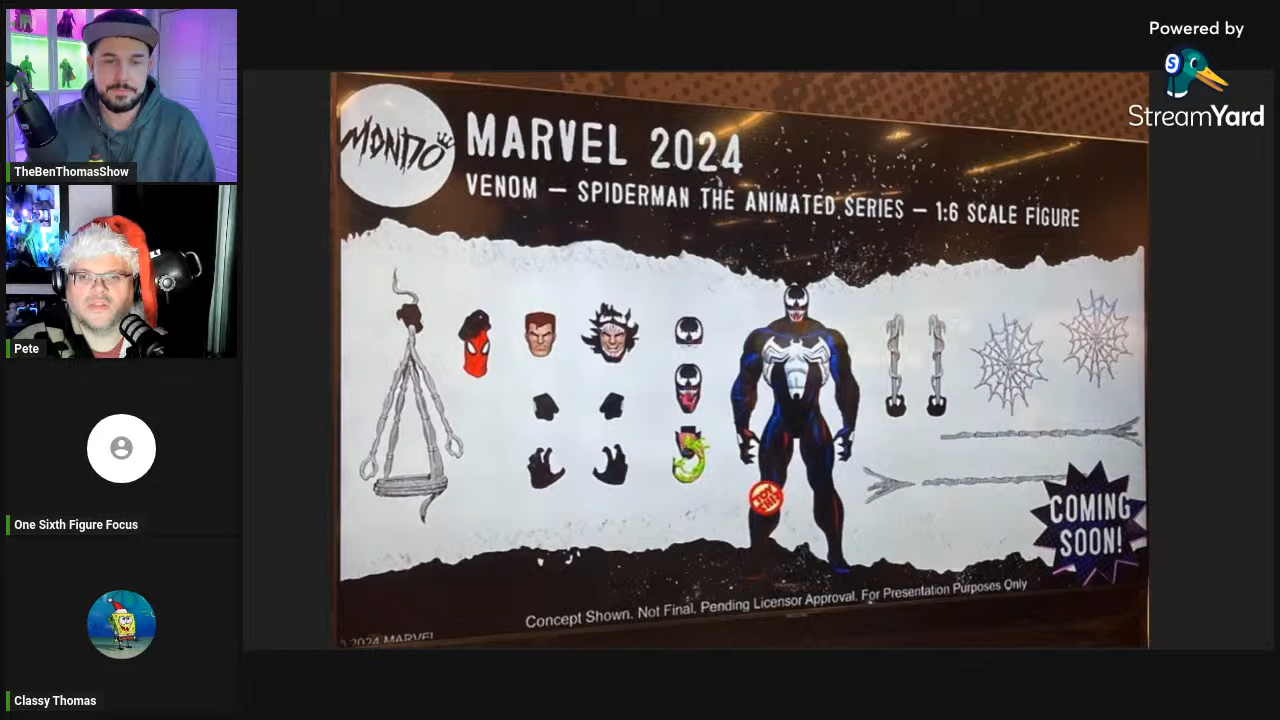 Powered by
S
StreamYard
TheBenThomasShow
Pete
One Sixth Figure Focus
Classy Thomas
MONDO
MARVEL 2024
VENOM — SPIDERMAN THE ANIMATED SERIES — 1:6 SCALE FIGURE
COMING
SOON!
Concept Shown. Not Final. Pending Licensor Approval. For Presentation Purposes Only
2024 MARVEL